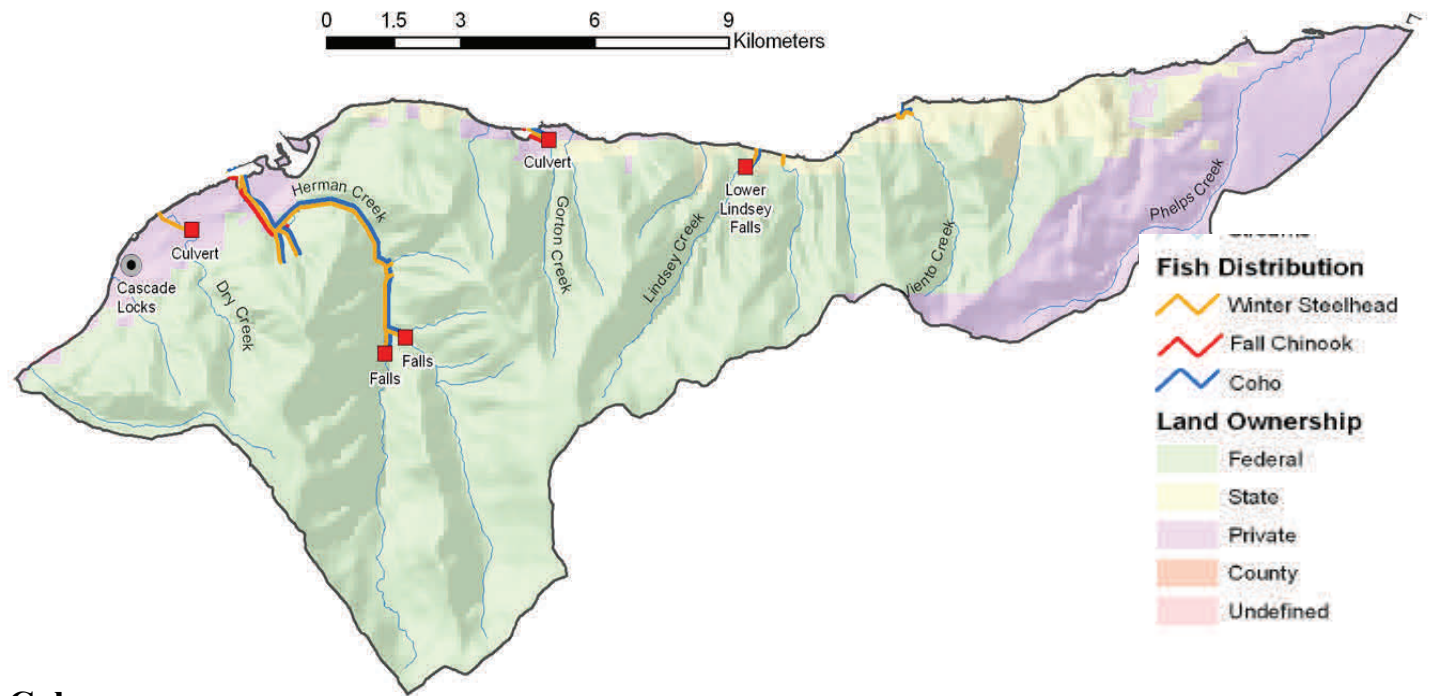 0 1.5 3 6 9
Kilometers
Herman Creek
Culvert
Culvert
Cascade
Locks
Dry Creek
Gorton Creek
Lindsey Creek
Lower
Lindsey
Falls
Viento Creek
Phelps Creek
Falls
Falls
Streams
Fish Distribution
Winter Steelhead
Fall Chinook
Coho
Land Ownership
Federal
State
Private
County
Undefined